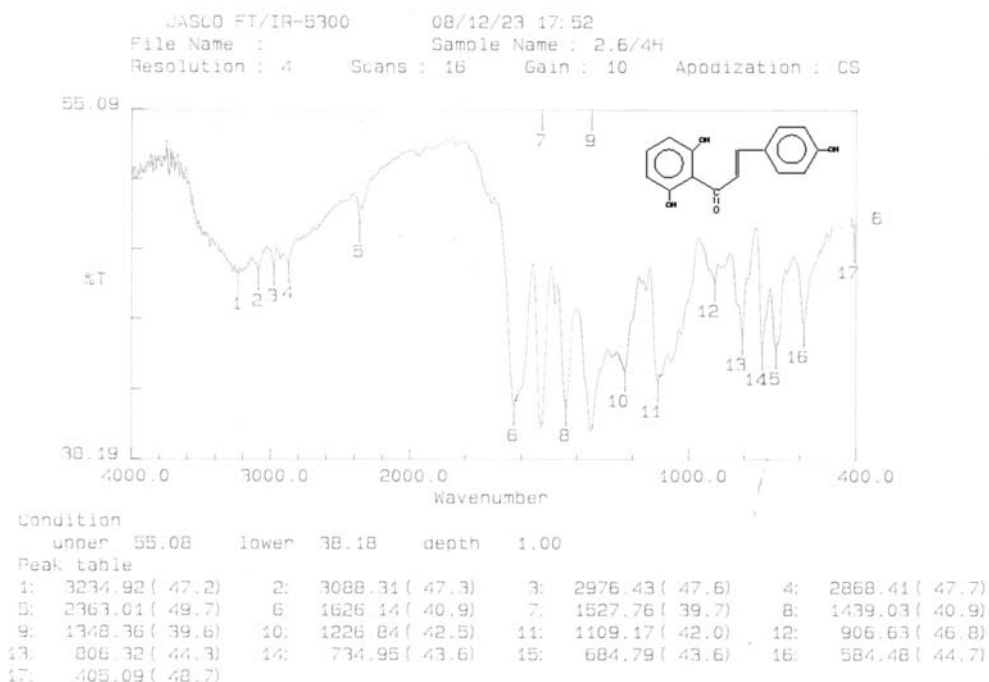 JASCO FT/IR-5300 08/12/23 17:52
File Name :
Sample Name : 2.6/4H
Resolution : 4 Scans : 16 Gain : 10 Apodization : CS
55.09
7 9
OH
OH
OH
C
O
6
5
17
%T
1 2 3 4
12
13 14 15 16
10
11
6 8
38.19
4000.0 3000.0 2000.0 1000.0 400.0
Wavenumber
Condition
upper 55.08 lower 38.18 depth 1.00
Peak table
1: 3234.92( 47.2) 2: 3088.31( 47.3) 3: 2976.43( 47.6) 4: 2868.41( 47.7)
5: 2363.01( 49.7) 6: 1626.14( 40.9) 7: 1527.76( 39.7) 8: 1439.03( 40.9)
9: 1348.36( 39.6) 10: 1226.84( 42.5) 11: 1109.17( 42.0) 12: 906.63( 46.8)
13: 806.32( 44.3) 14: 734.95( 43.6) 15: 684.79( 43.6) 16: 584.48( 44.7)
17: 405.09( 48.7)